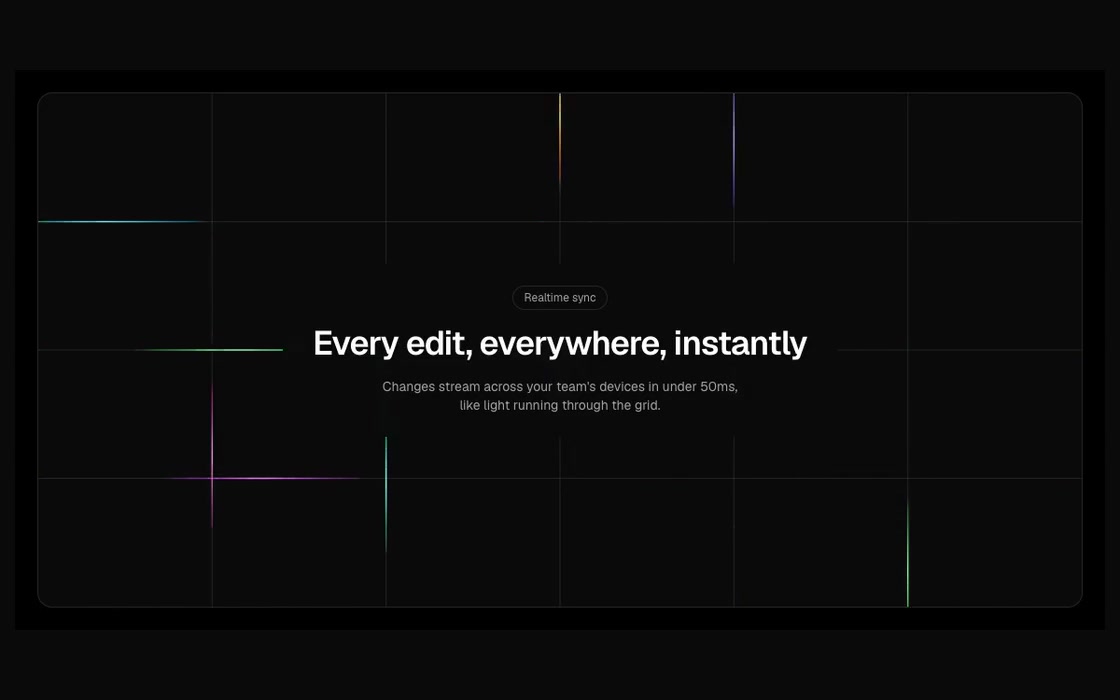 Realtime sync
Every edit, everywhere, instantly
Changes stream across your team's devices in under 50ms,
like light running through the grid.